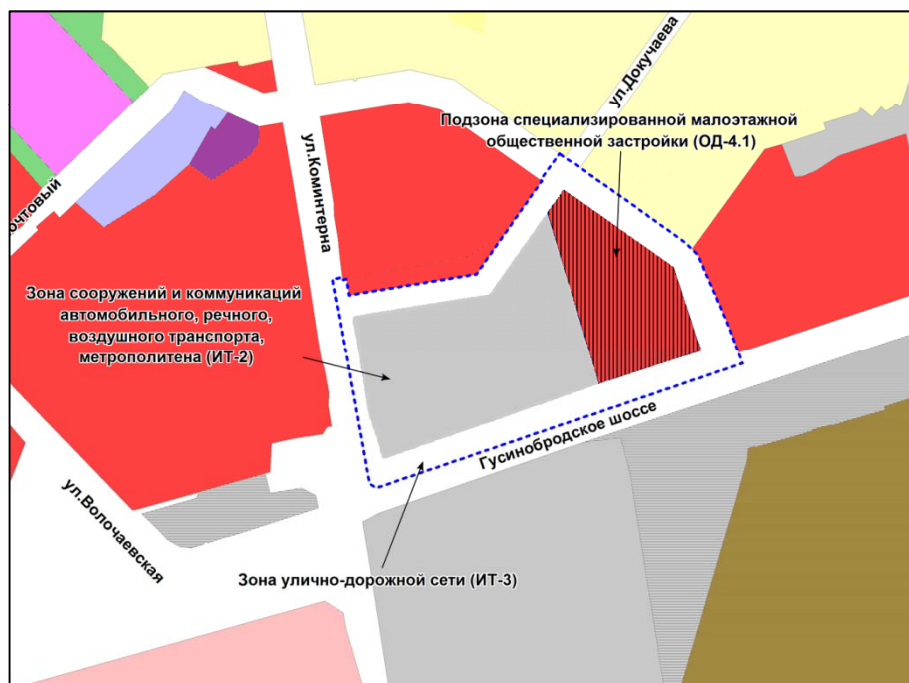 ул.Докучаева
Подзона специализированной малоэтажной
общественной застройки (ОД-4.1)
ул.Коминтерна
Зона сооружений и коммуникаций
автомобильного, речного,
воздушного транспорта,
метрополитена (ИТ-2)
Гусинобродское шоссе
ул.Волочаевская
Зона улично-дорожной сети (ИТ-3)